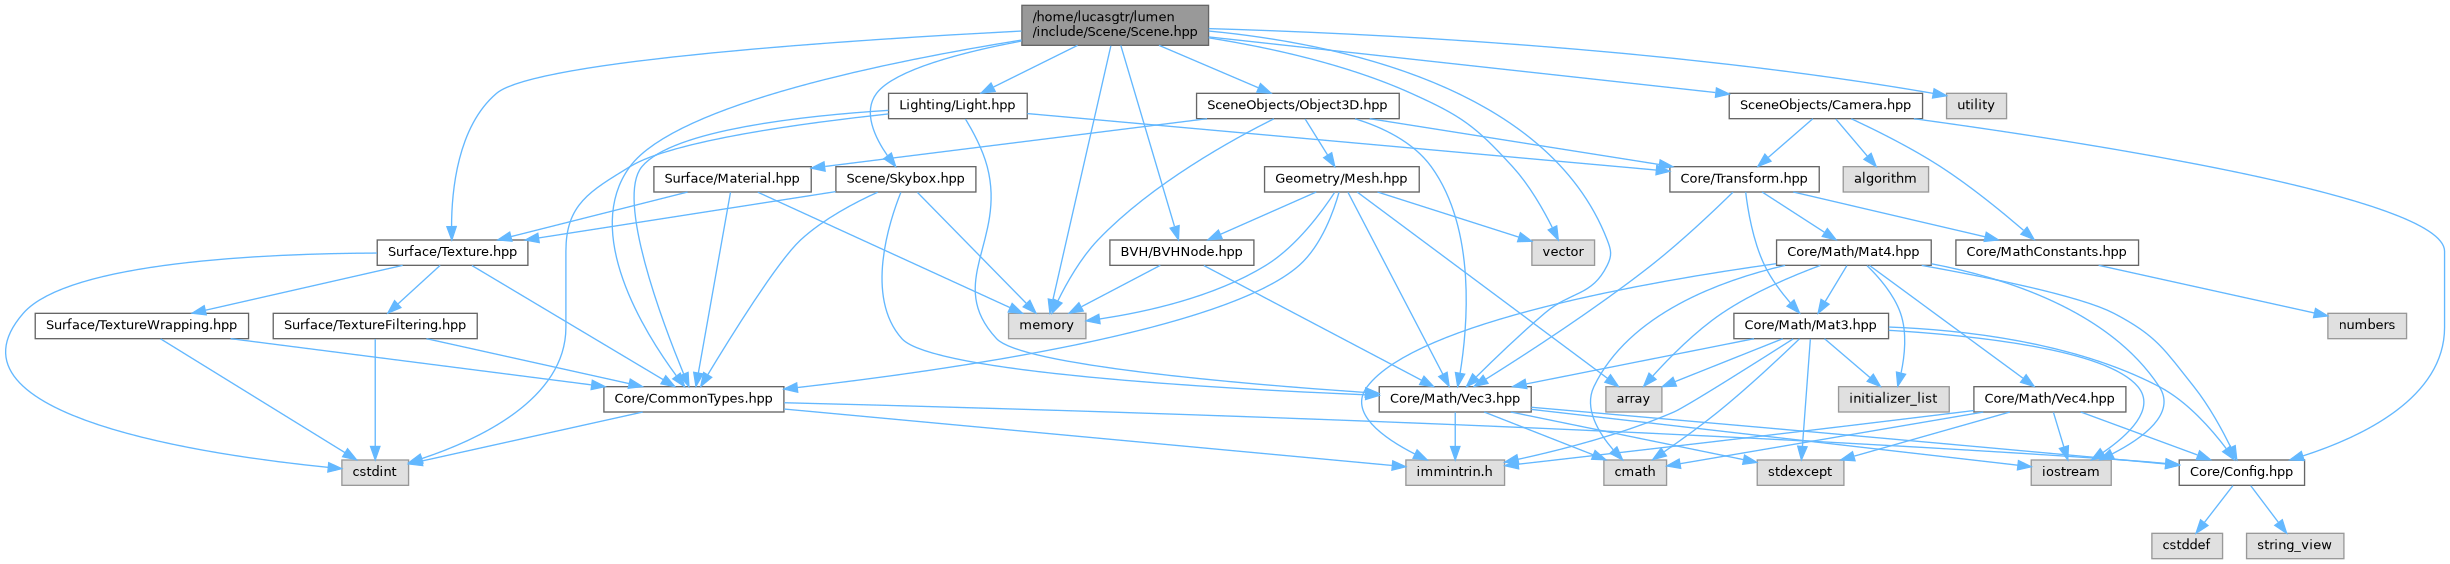 /home/lucasgtr/lumen
/include/Scene/Scene.hpp
Lighting/Light.hpp
SceneObjects/Object3D.hpp
SceneObjects/Camera.hpp
utility
Surface/Material.hpp
Scene/Skybox.hpp
Geometry/Mesh.hpp
Core/Transform.hpp
algorithm
Surface/Texture.hpp
BVH/BVHNode.hpp
vector
Core/Math/Mat4.hpp
Core/MathConstants.hpp
Surface/TextureWrapping.hpp
Surface/TextureFiltering.hpp
memory
Core/Math/Mat3.hpp
numbers
Core/CommonTypes.hpp
Core/Math/Vec3.hpp
array
initializer_list
Core/Math/Vec4.hpp
cstdint
immintrin.h
cmath
stdexcept
iostream
Core/Config.hpp
cstddef
string_view